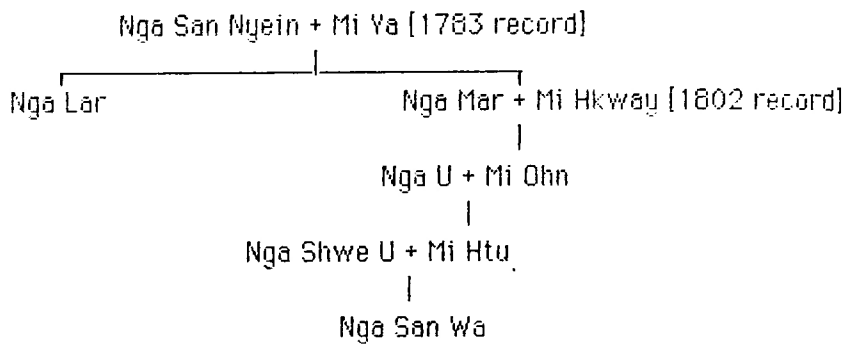 Nga San Nyein + Mi Ya [1783 record]
Nga Lar Nga Mar + Mi Hkway [1802 record]
Nga U + Mi Ohn
Nga Shwe U + Mi Htu
Nga San Wa